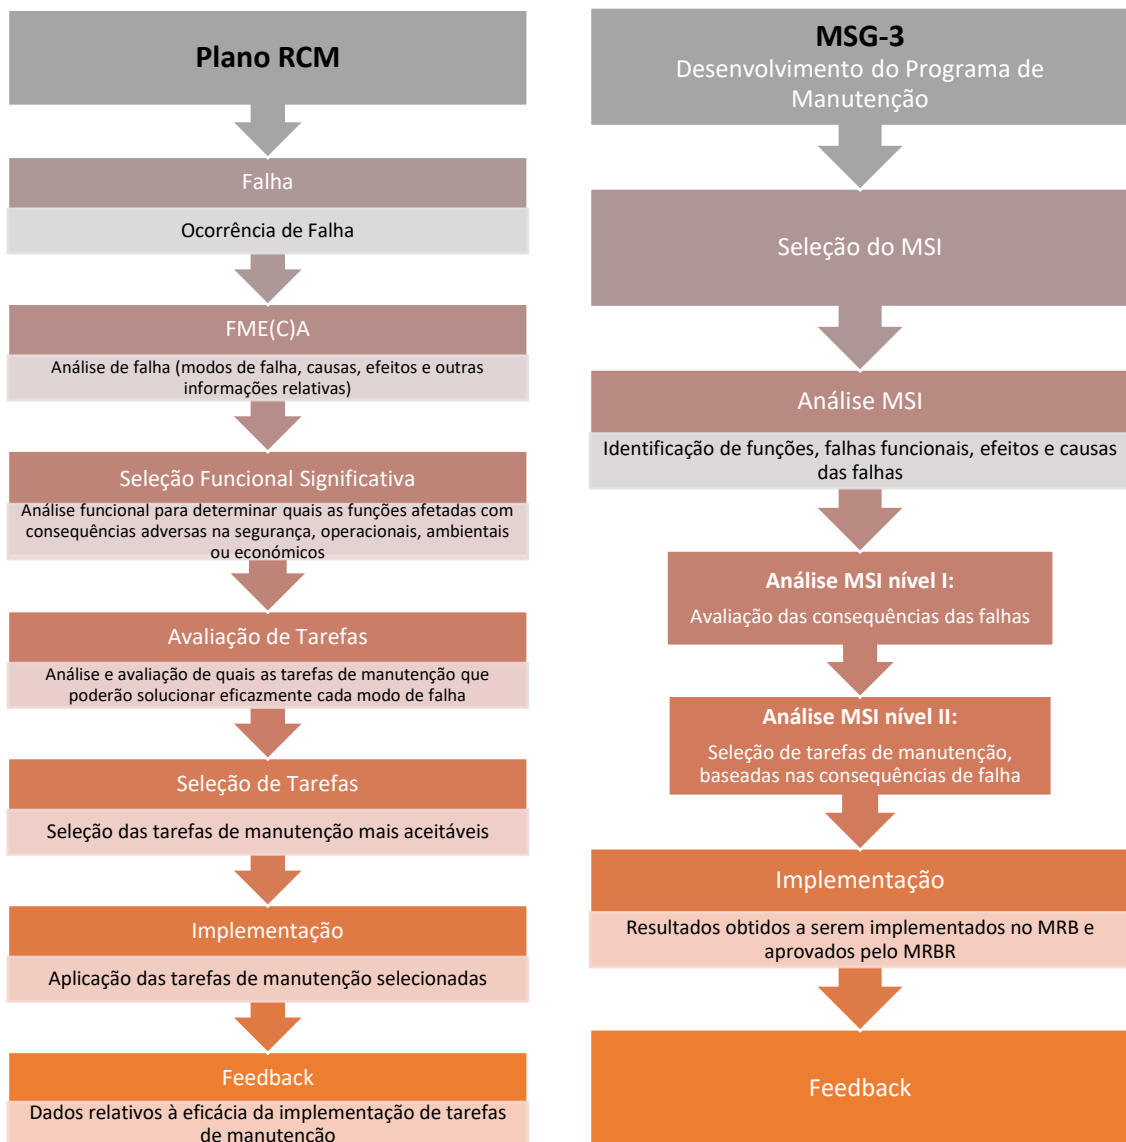 Plano RCM
Falha
Ocorrência de Falha
FME(C)A
Análise de falha (modos de falha, causas, efeitos e outras
informações relativas)
Seleção Funcional Significativa
Análise funcional para determinar quais as funções afetadas com
consequências adversas na segurança, operacionais, ambientais
ou económicos
Avaliação de Tarefas
Análise e avaliação de quais as tarefas de manutenção que
poderão solucionar eficazmente cada modo de falha
Seleção de Tarefas
Seleção das tarefas de manutenção mais aceitáveis
Implementação
Aplicação das tarefas de manutenção selecionadas
Feedback
Dados relativos à eficácia da implementação de tarefas
de manutenção
MSG-3
Desenvolvimento do Programa de
Manutenção
Seleção do MSI
Análise MSI
Identificação de funções, falhas funcionais, efeitos e causas
das falhas
Análise MSI nível I:
Avaliação das consequências das falhas
Análise MSI nível II:
Seleção de tarefas de manutenção,
baseadas nas consequências de falha
Implementação
Resultados obtidos a serem implementados no MRB e
aprovados pelo MRBR
Feedback